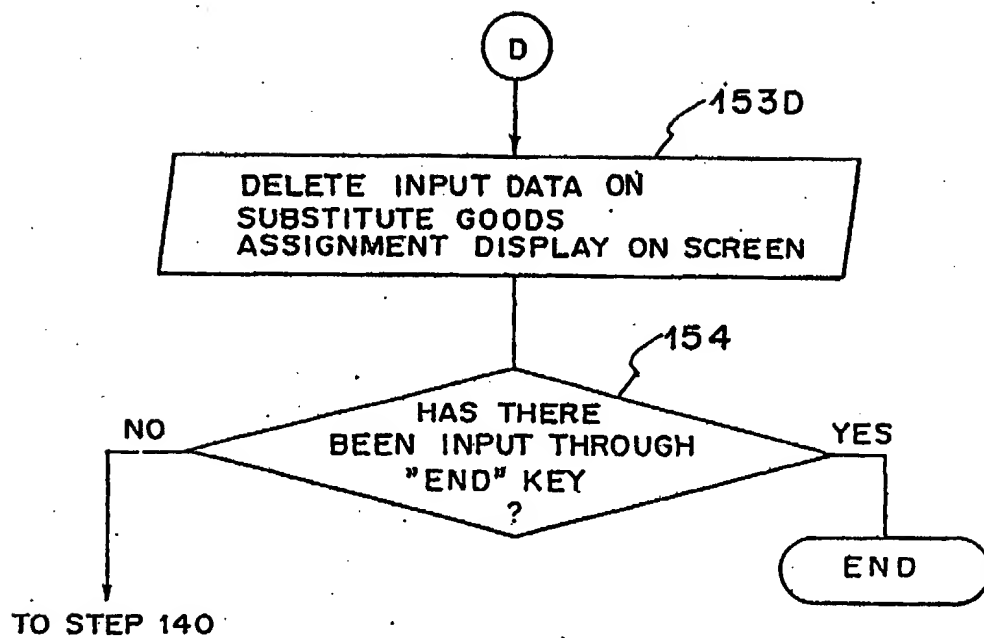 D
153D
DELETE INPUT DATA ON
SUBSTITUTE GOODS
ASSIGNMENT DISPLAY ON SCREEN
154
HAS THERE
BEEN INPUT THROUGH
"END" KEY
?
NO
YES
END
TO STEP 140